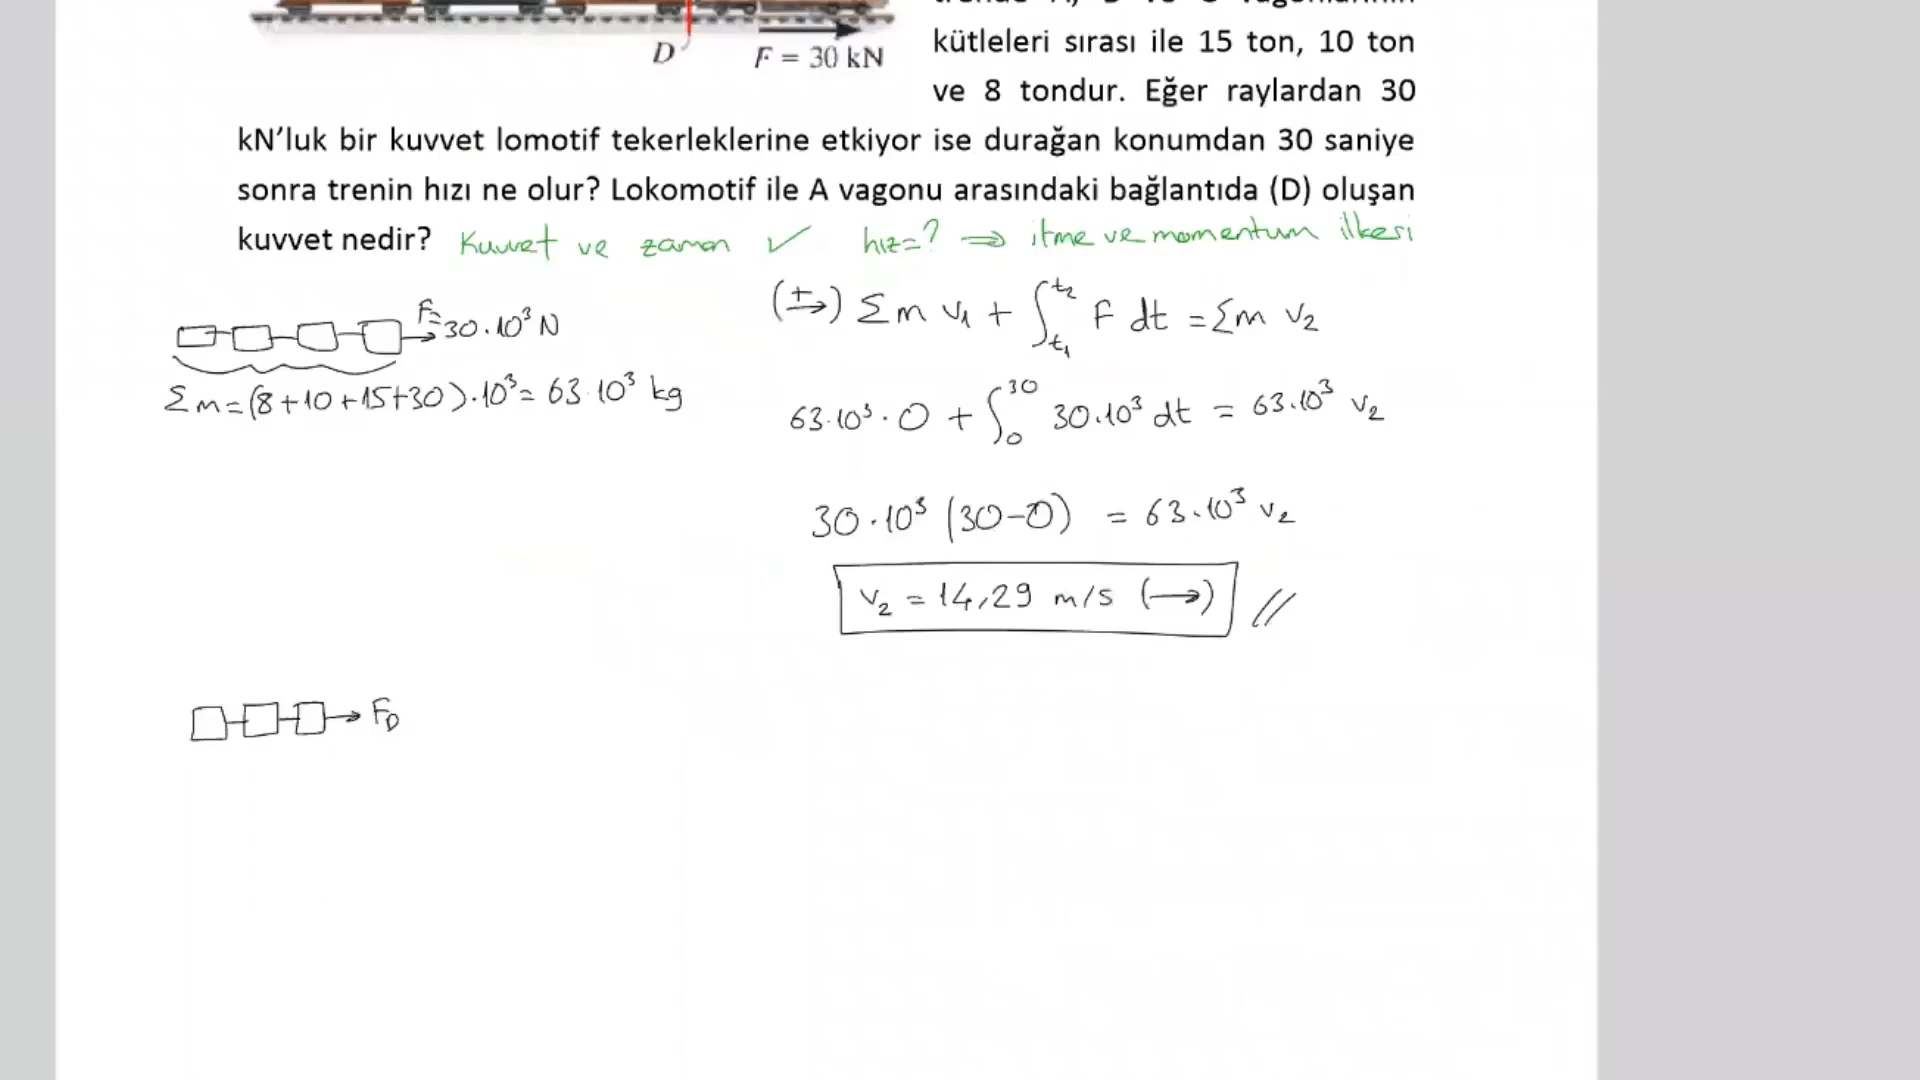 D
F = 30 kN
kütleleri sırası ile 15 ton, 10 ton
ve 8 tondur. Eğer raylardan 30
kN’luk bir kuvvet lomotif tekerleklerine etkiyor ise durağan konumdan 30 saniye
sonra trenin hızı ne olur? Lokomotif ile A vagonu arasındaki bağlantıda (D) oluşan
kuvvet nedir? Kuvvet ve zaman ✓ hız=? ⇒ itme ve momentum ilkesi
F=30.10³ N
Σm=(8+10+15+30).10³= 63.10³ kg
(+→) Σm v₁ + ∫_{t₁}^{t₂} F dt = Σm v₂
63.10³.0 + ∫_0^30 30.10³ dt = 63.10³ v₂
30.10³ (30-0) = 63.10³ v₂
v₂ = 14,29 m/s (→) //
→ F_D